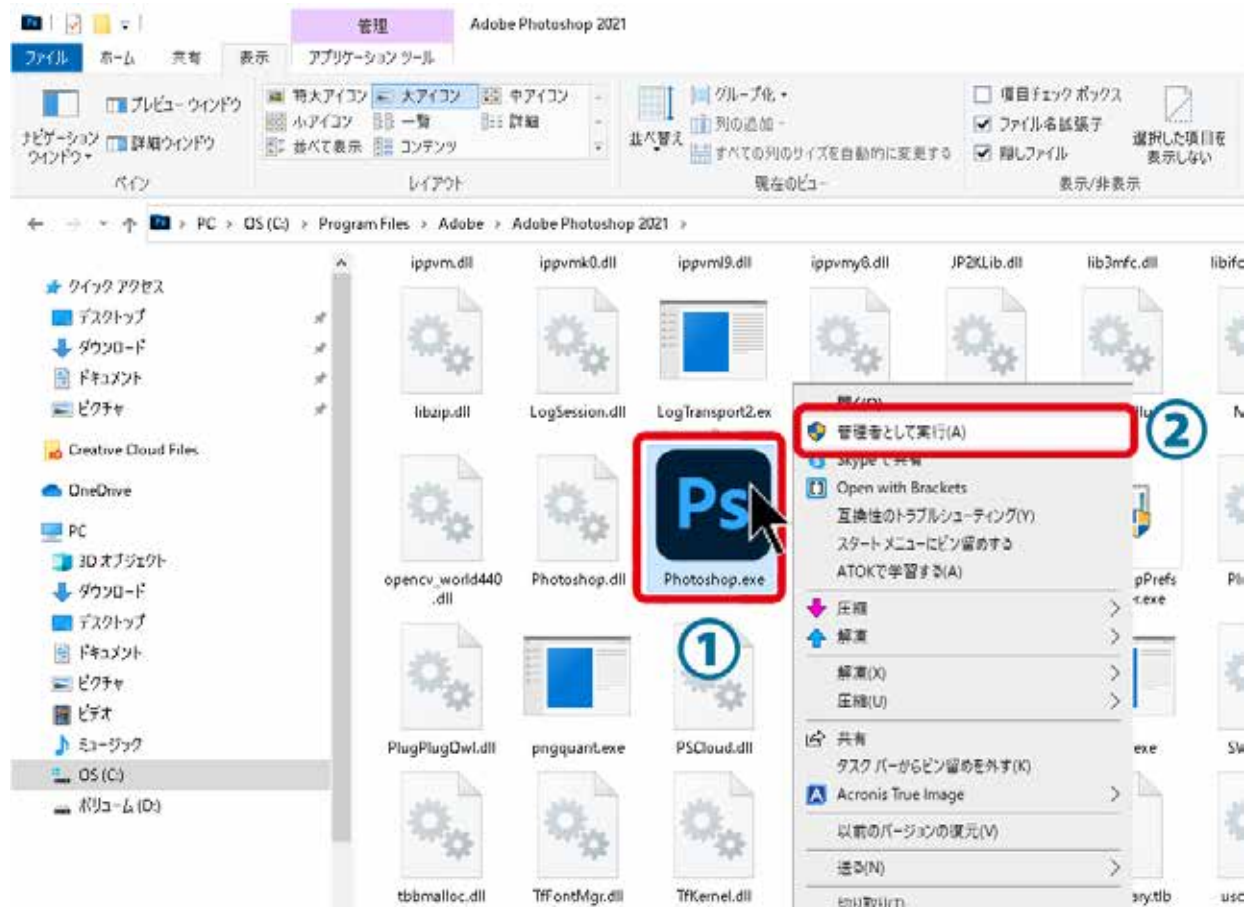 管理
Adobe Photoshop 2021
ファイル
ホーム
共有
表示
アプリケーション ツール
ナビゲーション
ウィンドウ
プレビュー ウィンドウ
詳細ウィンドウ
ペイン
特大アイコン
大アイコン
中アイコン
小アイコン
一覧
詳細
並べて表示
コンテンツ
レイアウト
並べ替え
グループ化
列の追加
すべての列のサイズを自動的に変更する
現在のビュー
項目チェック ボックス
ファイル名拡張子
隠しファイル
選択した項目を
表示しない
表示/非表示
PC > OS (C:) > Program Files > Adobe > Adobe Photoshop 2021 >
クイック アクセス
デスクトップ
ダウンロード
ドキュメント
ピクチャ
Creative Cloud Files
OneDrive
PC
3D オブジェクト
ダウンロード
デスクトップ
ドキュメント
ピクチャ
ビデオ
ミュージック
OS (C:)
ボリューム (D:)
ippvm.dll
ippvmk0.dll
ippvml9.dll
ippvmy8.dll
JP2KLib.dll
lib3mfc.dll
libifc
libzip.dll
LogSession.dll
LogTransport2.ex
opencv_world440
.dll
Photoshop.dll
Ps
Photoshop.exe
pPrefs
r.exe
①
PlugPlugOwl.dll
pngquant.exe
PSCloud.dll
exe
tbbmalloc.dll
TfFontMgr.dll
TfKernel.dll
ary.tlb
usc
管理者として実行(A)
②
Skype で共有
Open with Brackets
互換性のトラブルシューティング(Y)
スタート メニューにピン留めする
ATOKで学習する(A)
圧縮
解凍
解凍(X)
圧縮(U)
共有
タスク バーからピン留めを外す(K)
Acronis True Image
以前のバージョンの復元(V)
送る(N)
切り取り(T)